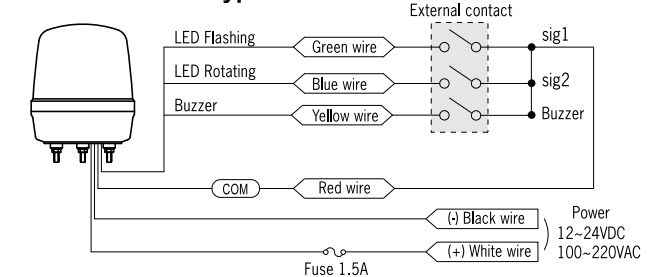 External contact
LED Flashing Green wire sig1
LED Rotating Blue wire sig2
Buzzer Yellow wire Buzzer
COM Red wire
(-) Black wire Power
12~24VDC
(+) White wire 100~220VAC
Fuse 1.5A